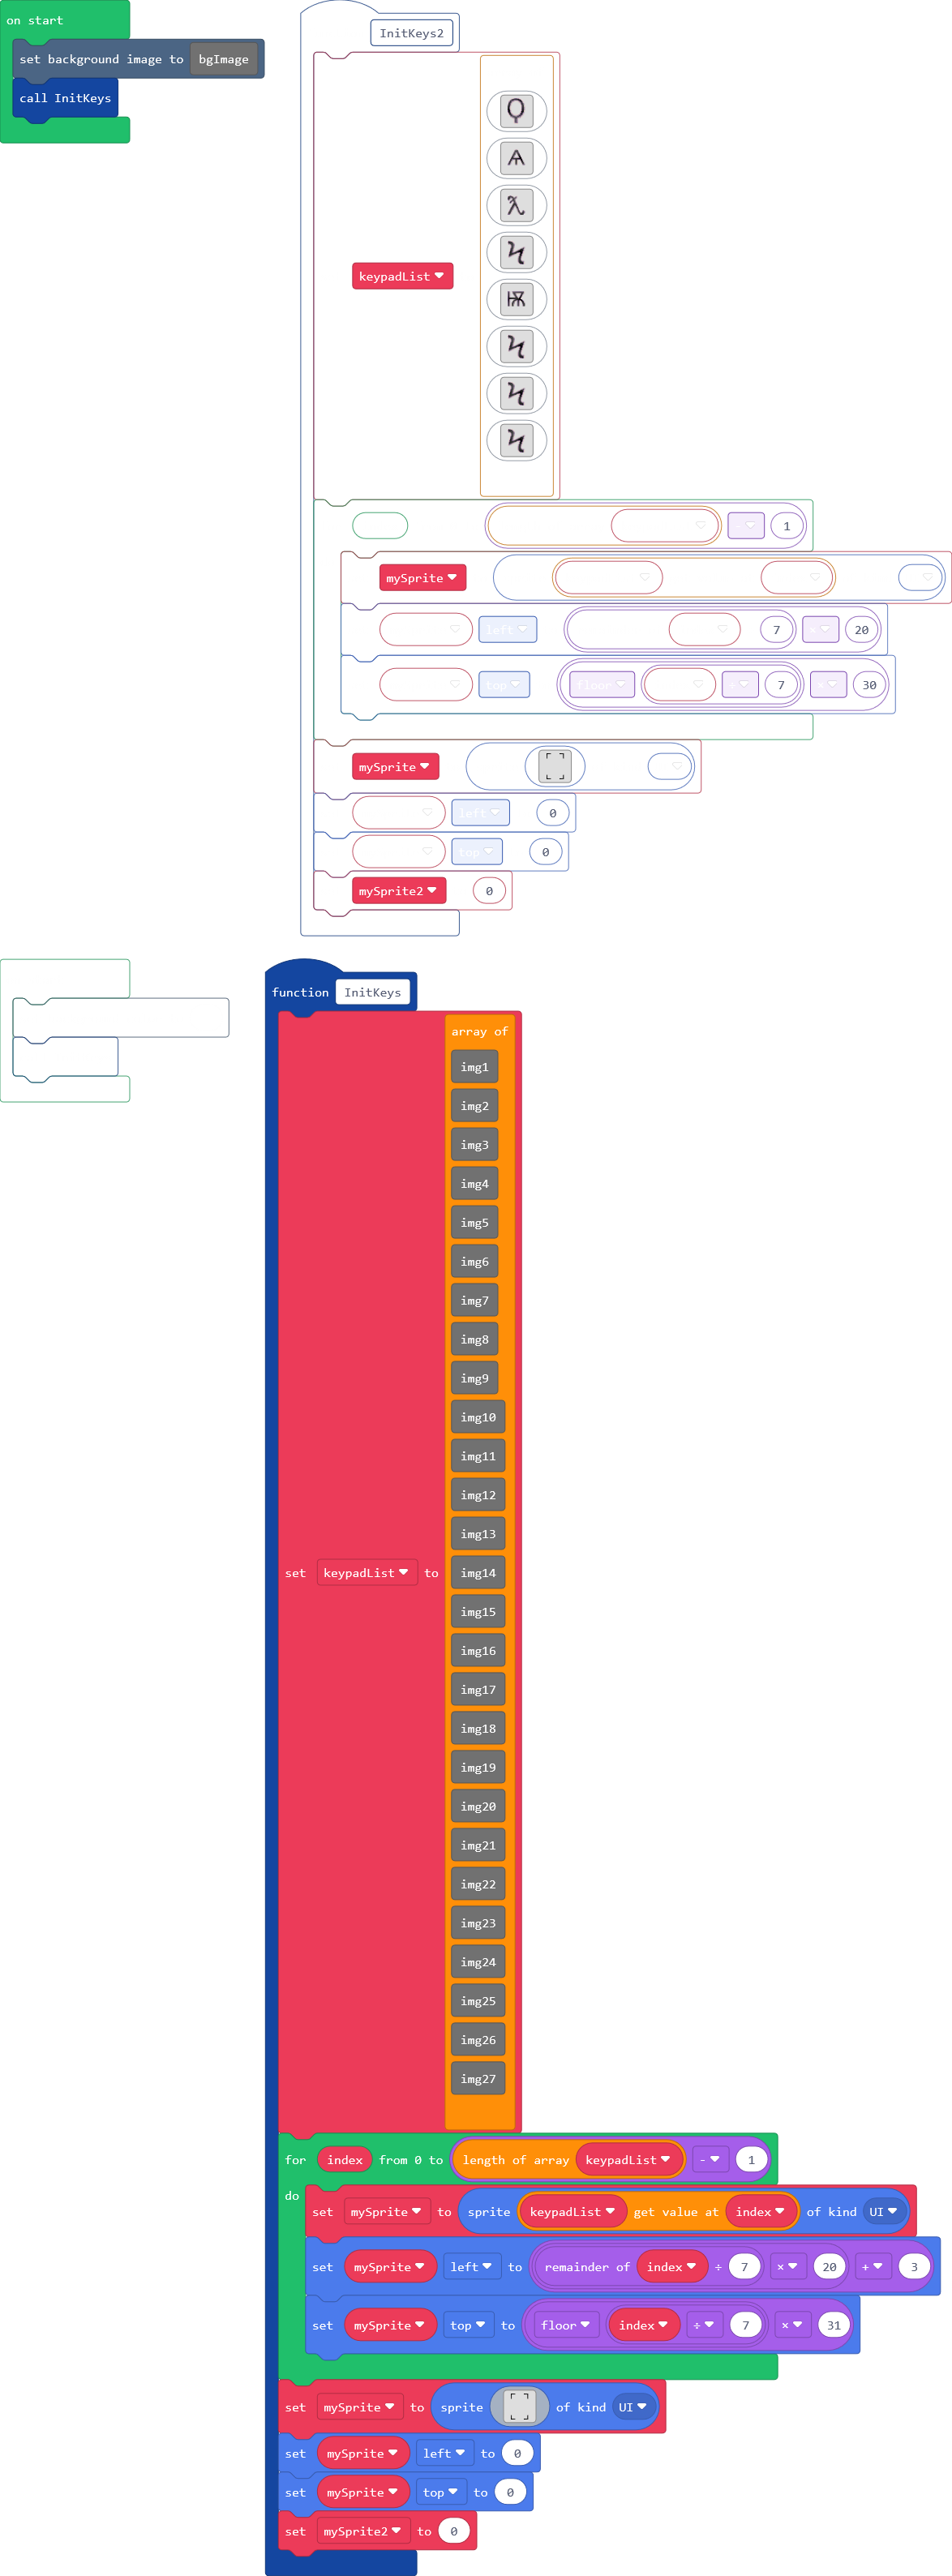 on start
set background image to bgImage
call InitKeys
InitKeys2
keypadList
1
mySprite
left 7 20
top floor 7 × 30
mySprite
left 0
top 0
mySprite2 0
function InitKeys
array of
img1
img2
img3
img4
img5
img6
img7
img8
img9
img10
img11
img12
img13
set keypadList to img14
img15
img16
img17
img18
img19
img20
img21
img22
img23
img24
img25
img26
img27
for index from 0 to length of array keypadList - 1
do
set mySprite to sprite keypadList get value at index of kind UI
set mySprite left to remainder of index ÷ 7 × 20 + 3
set mySprite top to floor index ÷ 7 × 31
set mySprite to sprite of kind UI
set mySprite left to 0
set mySprite top to 0
set mySprite2 to 0